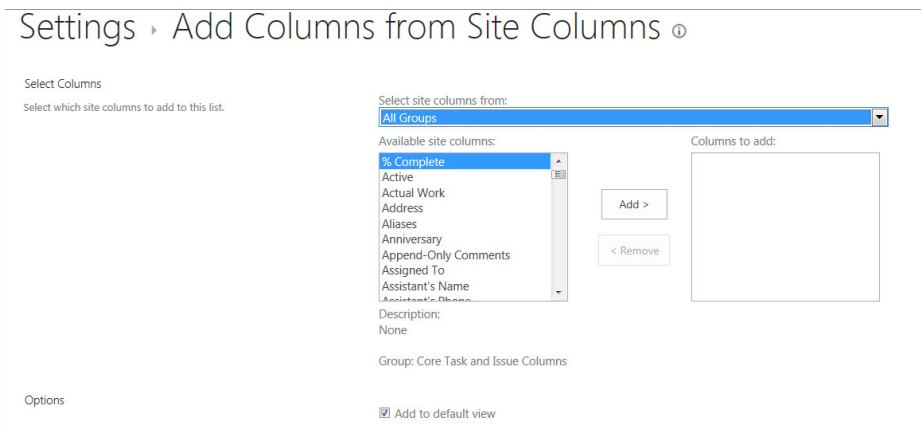 Settings › Add Columns from Site Columns
Select Columns
Select which site columns to add to this list.
Select site columns from:
All Groups
Available site columns:
% Complete
Active
Actual Work
Address
Aliases
Anniversary
Append-Only Comments
Assigned To
Assistant's Name
Assistant's Phone
Add >
< Remove
Columns to add:
Description:
None
Group: Core Task and Issue Columns
Options
Add to default view